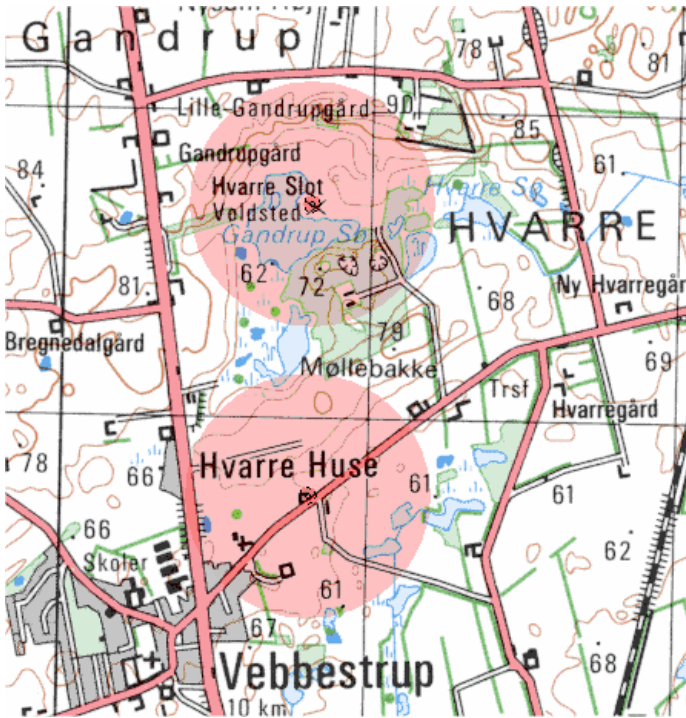 Gandrup
78
81
Lille-Gandrupgård
90
85
84
Gandrupgård
61
Hvarre Slot
Hvarre Sø
Voldsted
Gandrup Sø
HVARRE
62
72
81
68
Ny Hvarregår
Bregnedalgård
79
69
Møllebakke
Trsf
Hvarregård
78
66
Hvarre Huse
61
61
66
62
Skoler
61
67
Vebbestrup
68
10 km